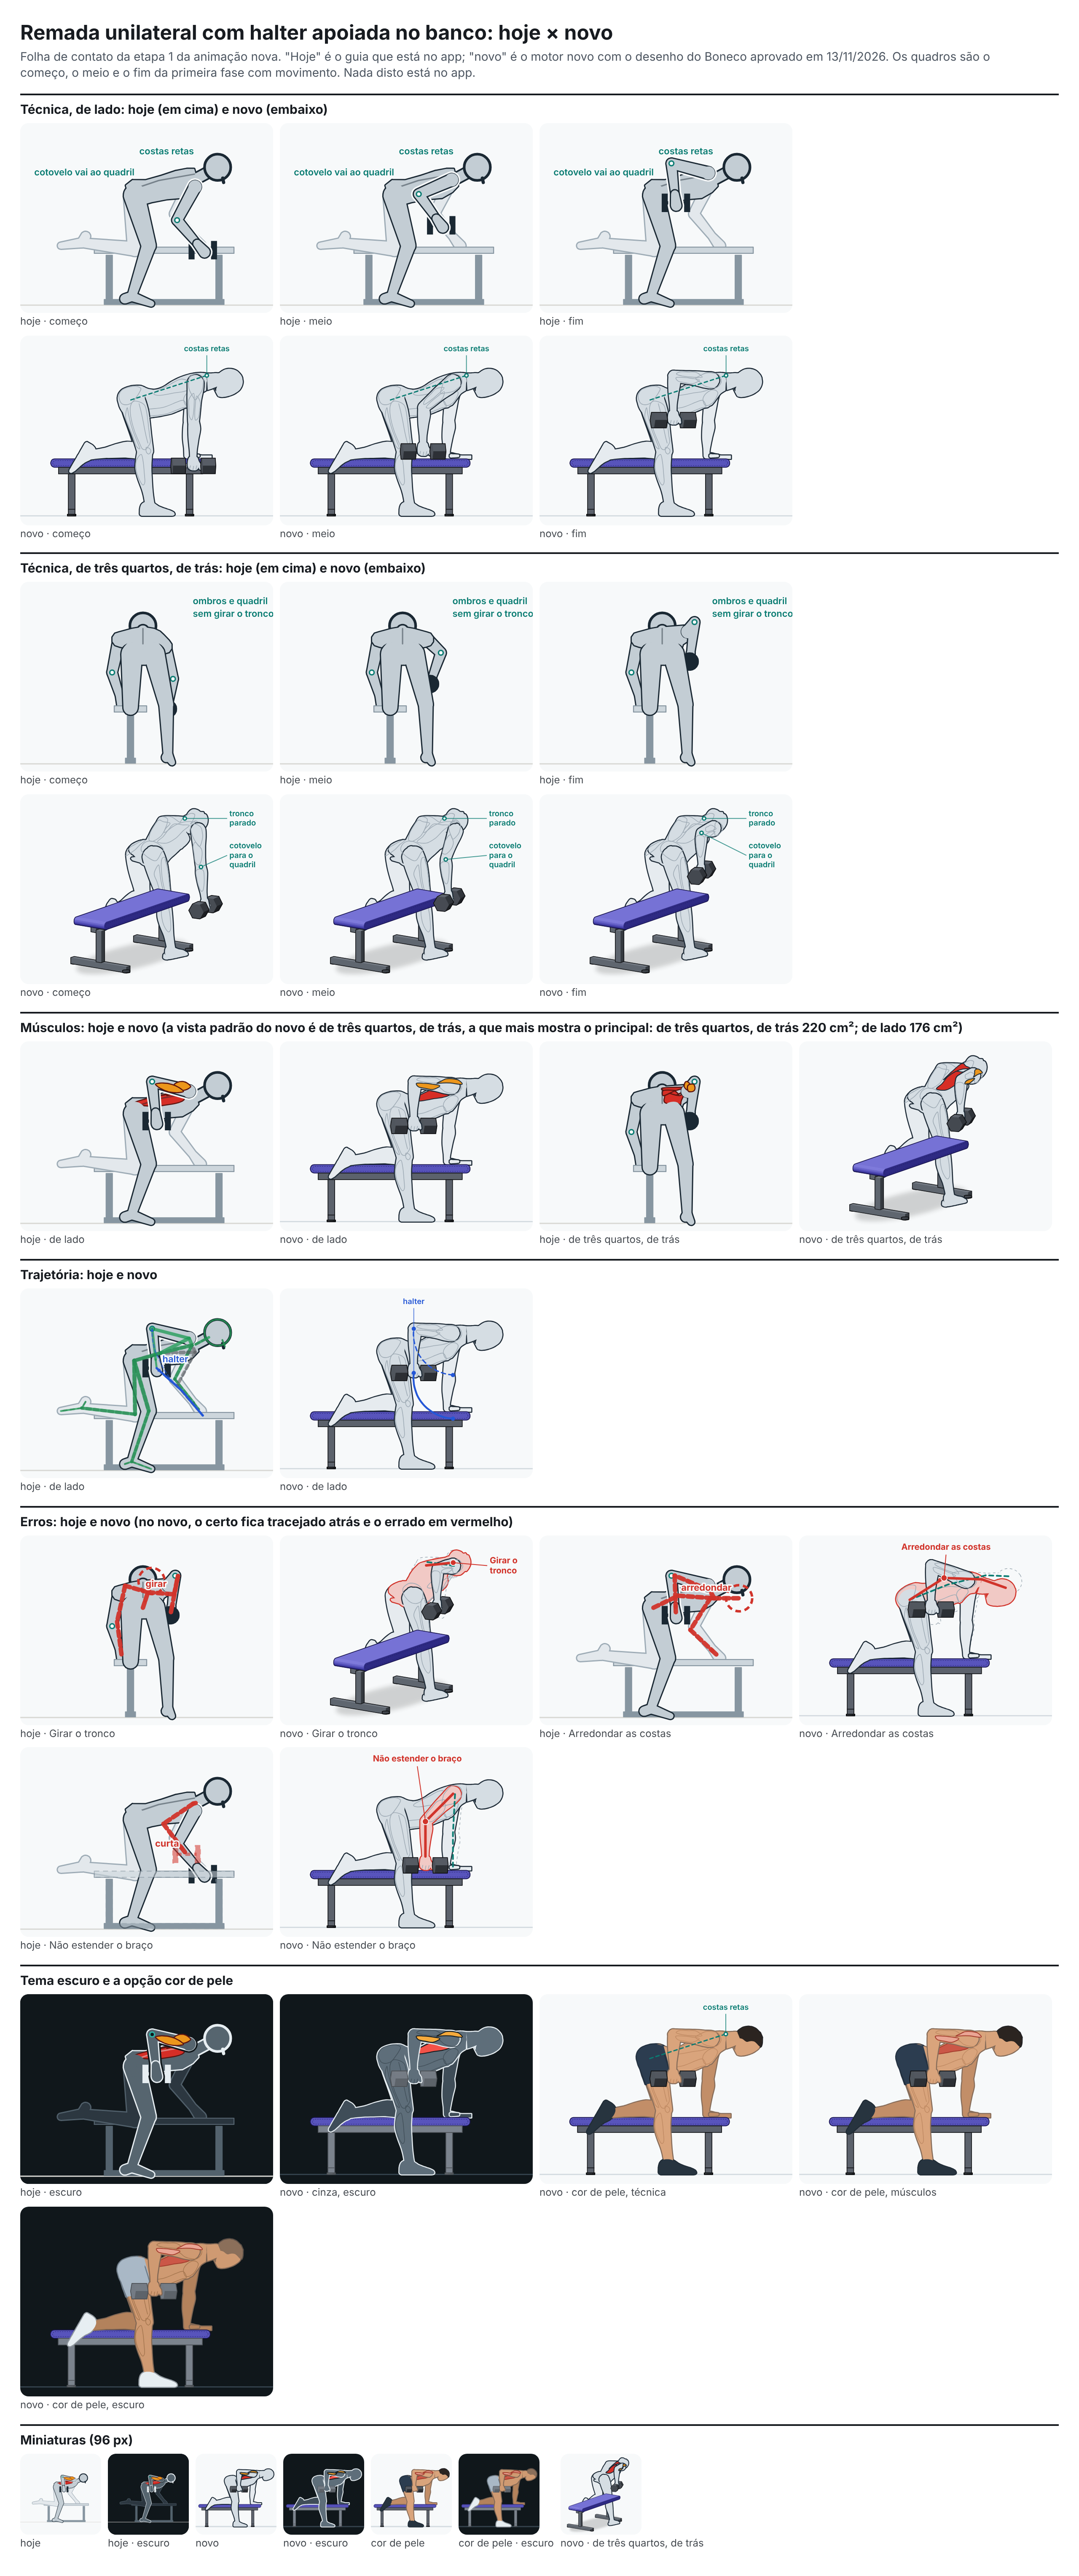 Remada unilateral com halter apoiada no banco: hoje × novo
Folha de contato da etapa 1 da animação nova. "Hoje" é o guia que está no app; "novo" é o motor novo com o desenho do Boneco aprovado em 13/11/2026. Os quadros são o
começo, o meio e o fim da primeira fase com movimento. Nada disto está no app.
Técnica, de lado: hoje (em cima) e novo (embaixo)
costas retas
cotovelo vai ao quadril
costas retas
cotovelo vai ao quadril
costas retas
cotovelo vai ao quadril
hoje · começo
hoje · meio
hoje · fim
costas retas
costas retas
costas retas
novo · começo
novo · meio
novo · fim
Técnica, de três quartos, de trás: hoje (em cima) e novo (embaixo)
ombros e quadril
sem girar o tronco
ombros e quadril
sem girar o tronco
ombros e quadril
sem girar o tronco
hoje · começo
hoje · meio
hoje · fim
tronco
parado
cotovelo
para o
quadril
tronco
parado
cotovelo
para o
quadril
tronco
parado
cotovelo
para o
quadril
novo · começo
novo · meio
novo · fim
Músculos: hoje e novo (a vista padrão do novo é de três quartos, de trás, a que mais mostra o principal: de três quartos, de trás 220 cm²; de lado 176 cm²)
hoje · de lado
novo · de lado
hoje · de três quartos, de trás
novo · de três quartos, de trás
Trajetória: hoje e novo
halter
halter
hoje · de lado
novo · de lado
Erros: hoje e novo (no novo, o certo fica tracejado atrás e o errado em vermelho)
girar
Girar o
tronco
arredondar
Arredondar as costas
hoje · Girar o tronco
novo · Girar o tronco
hoje · Arredondar as costas
novo · Arredondar as costas
curta
Não estender o braço
hoje · Não estender o braço
novo · Não estender o braço
Tema escuro e a opção cor de pele
costas retas
hoje · escuro
novo · cinza, escuro
novo · cor de pele, técnica
novo · cor de pele, músculos
novo · cor de pele, escuro
Miniaturas (96 px)
hoje
hoje · escuro
novo
novo · escuro
cor de pele
cor de pele · escuro
novo · de três quartos, de trás